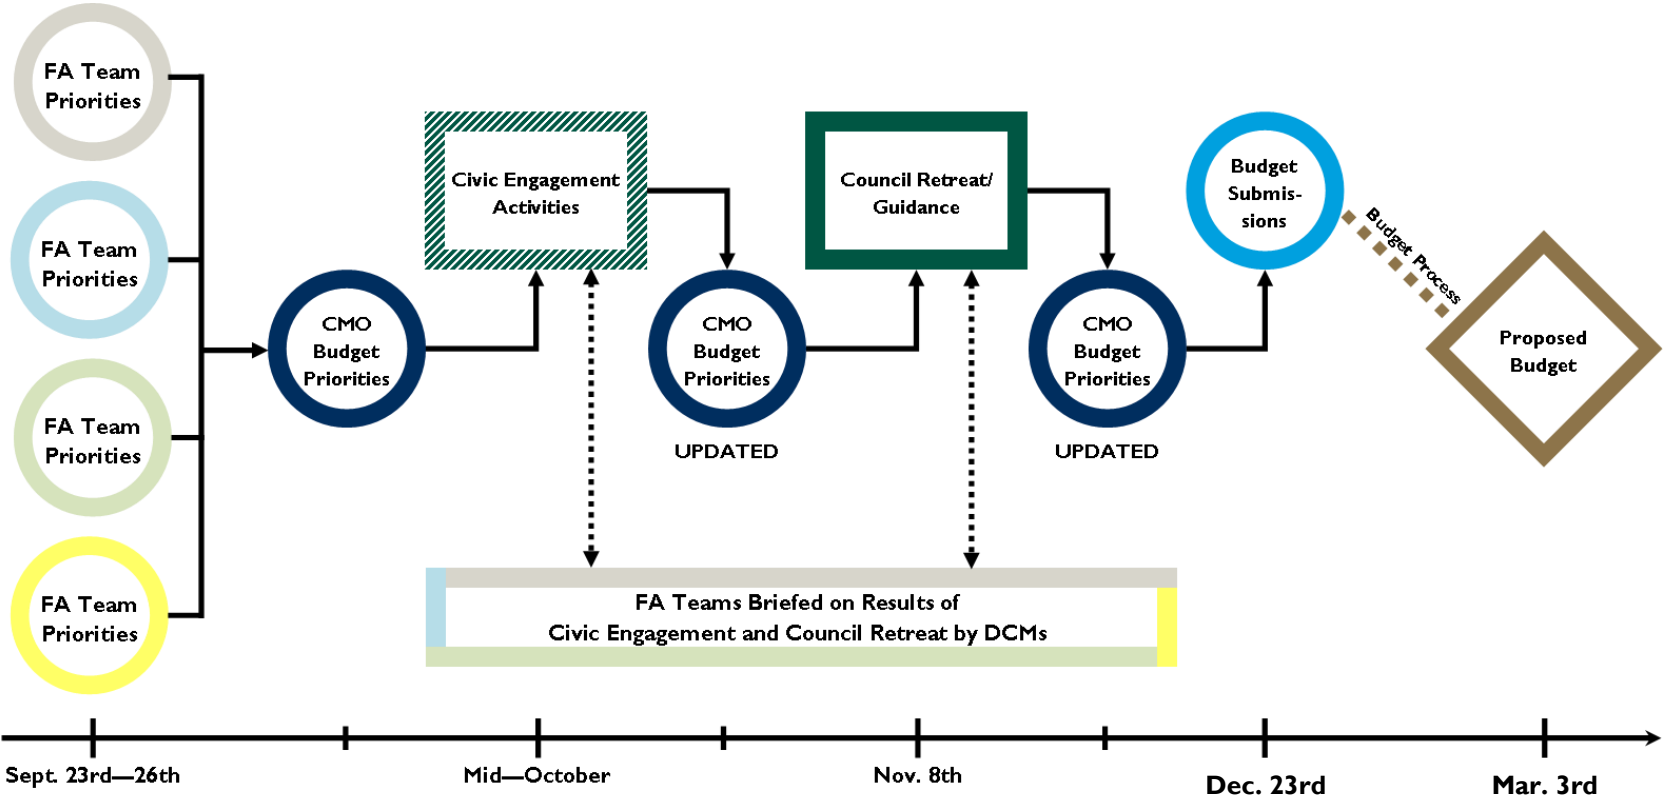 FA Team
Priorities
FA Team
Priorities
FA Team
Priorities
FA Team
Priorities
CMO
Budget
Priorities
Civic Engagement
Activities
CMO
Budget
Priorities
UPDATED
Council Retreat/
Guidance
CMO
Budget
Priorities
UPDATED
Budget
Submis-
sions
Budget Process
Proposed
Budget
FA Teams Briefed on Results of
Civic Engagement and Council Retreat by DCMs
Sept. 23rd—26th
Mid—October
Nov. 8th
Dec. 23rd
Mar. 3rd